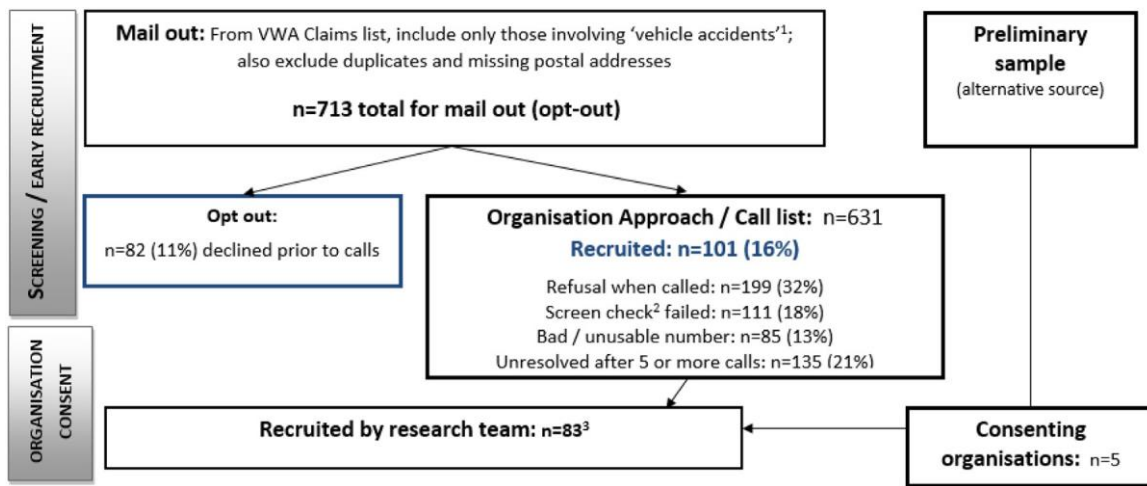 SCREENING / EARLY RECRUITMENT
Mail out: From VWA Claims list, include only those involving ‘vehicle accidents’¹;
also exclude duplicates and missing postal addresses
n=713 total for mail out (opt-out)
Preliminary
sample
(alternative source)
Opt out:
n=82 (11%) declined prior to calls
Organisation Approach / Call list: n=631
Recruited: n=101 (16%)
Refusal when called: n=199 (32%)
Screen check² failed: n=111 (18%)
Bad / unusable number: n=85 (13%)
Unresolved after 5 or more calls: n=135 (21%)
ORGANISATION
CONSENT
Recruited by research team: n=83³
Consenting
organisations: n=5